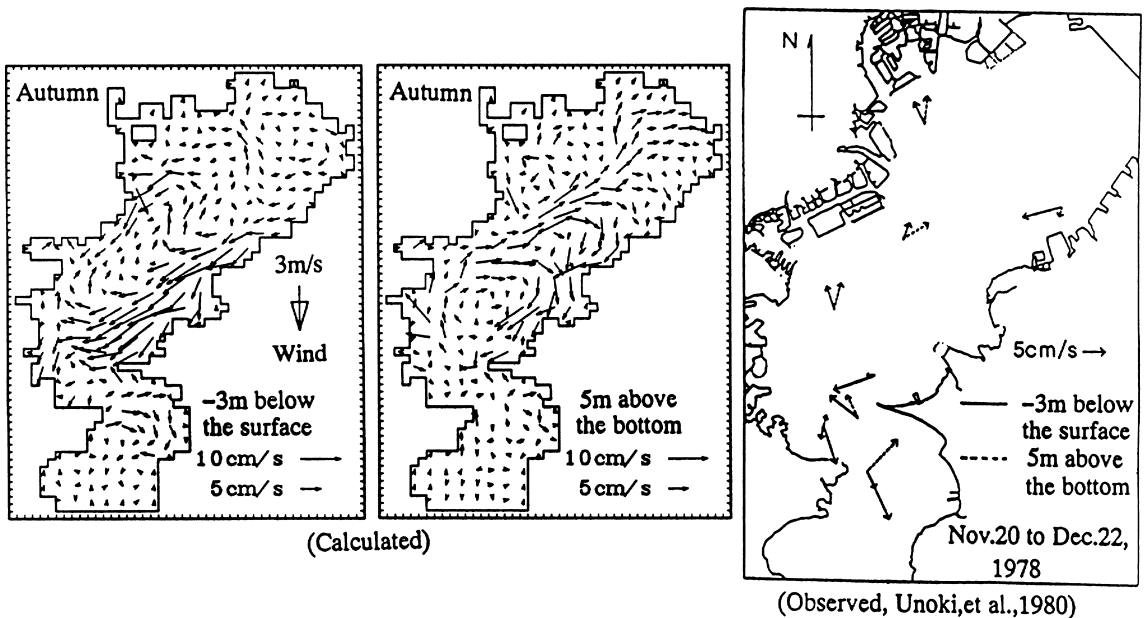 Autumn
3m/s
Wind
-3m below
the surface
10cm/s
5cm/s
Autumn
5m above
the bottom
10cm/s
5cm/s
(Calculated)
N
5cm/s
-3m below
the surface
5m above
the bottom
Nov.20 to Dec.22,
1978
(Observed, Unoki,et al.,1980)